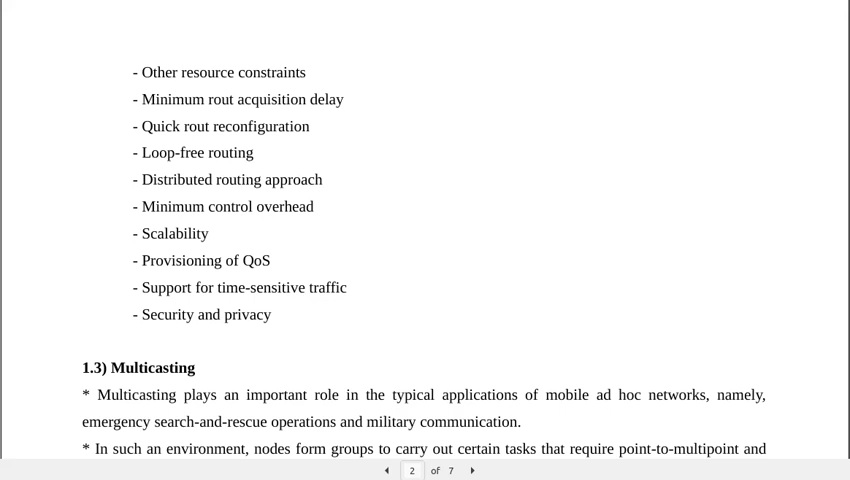 - Other resource constraints
- Minimum rout acquisition delay
- Quick rout reconfiguration
- Loop-free routing
- Distributed routing approach
- Minimum control overhead
- Scalability
- Provisioning of QoS
- Support for time-sensitive traffic
- Security and privacy
1.3) Multicasting
* Multicasting plays an important role in the typical applications of mobile ad hoc networks, namely,
emergency search-and-rescue operations and military communication.
* In such an environment, nodes form groups to carry out certain tasks that require point-to-multipoint and
2 of 7